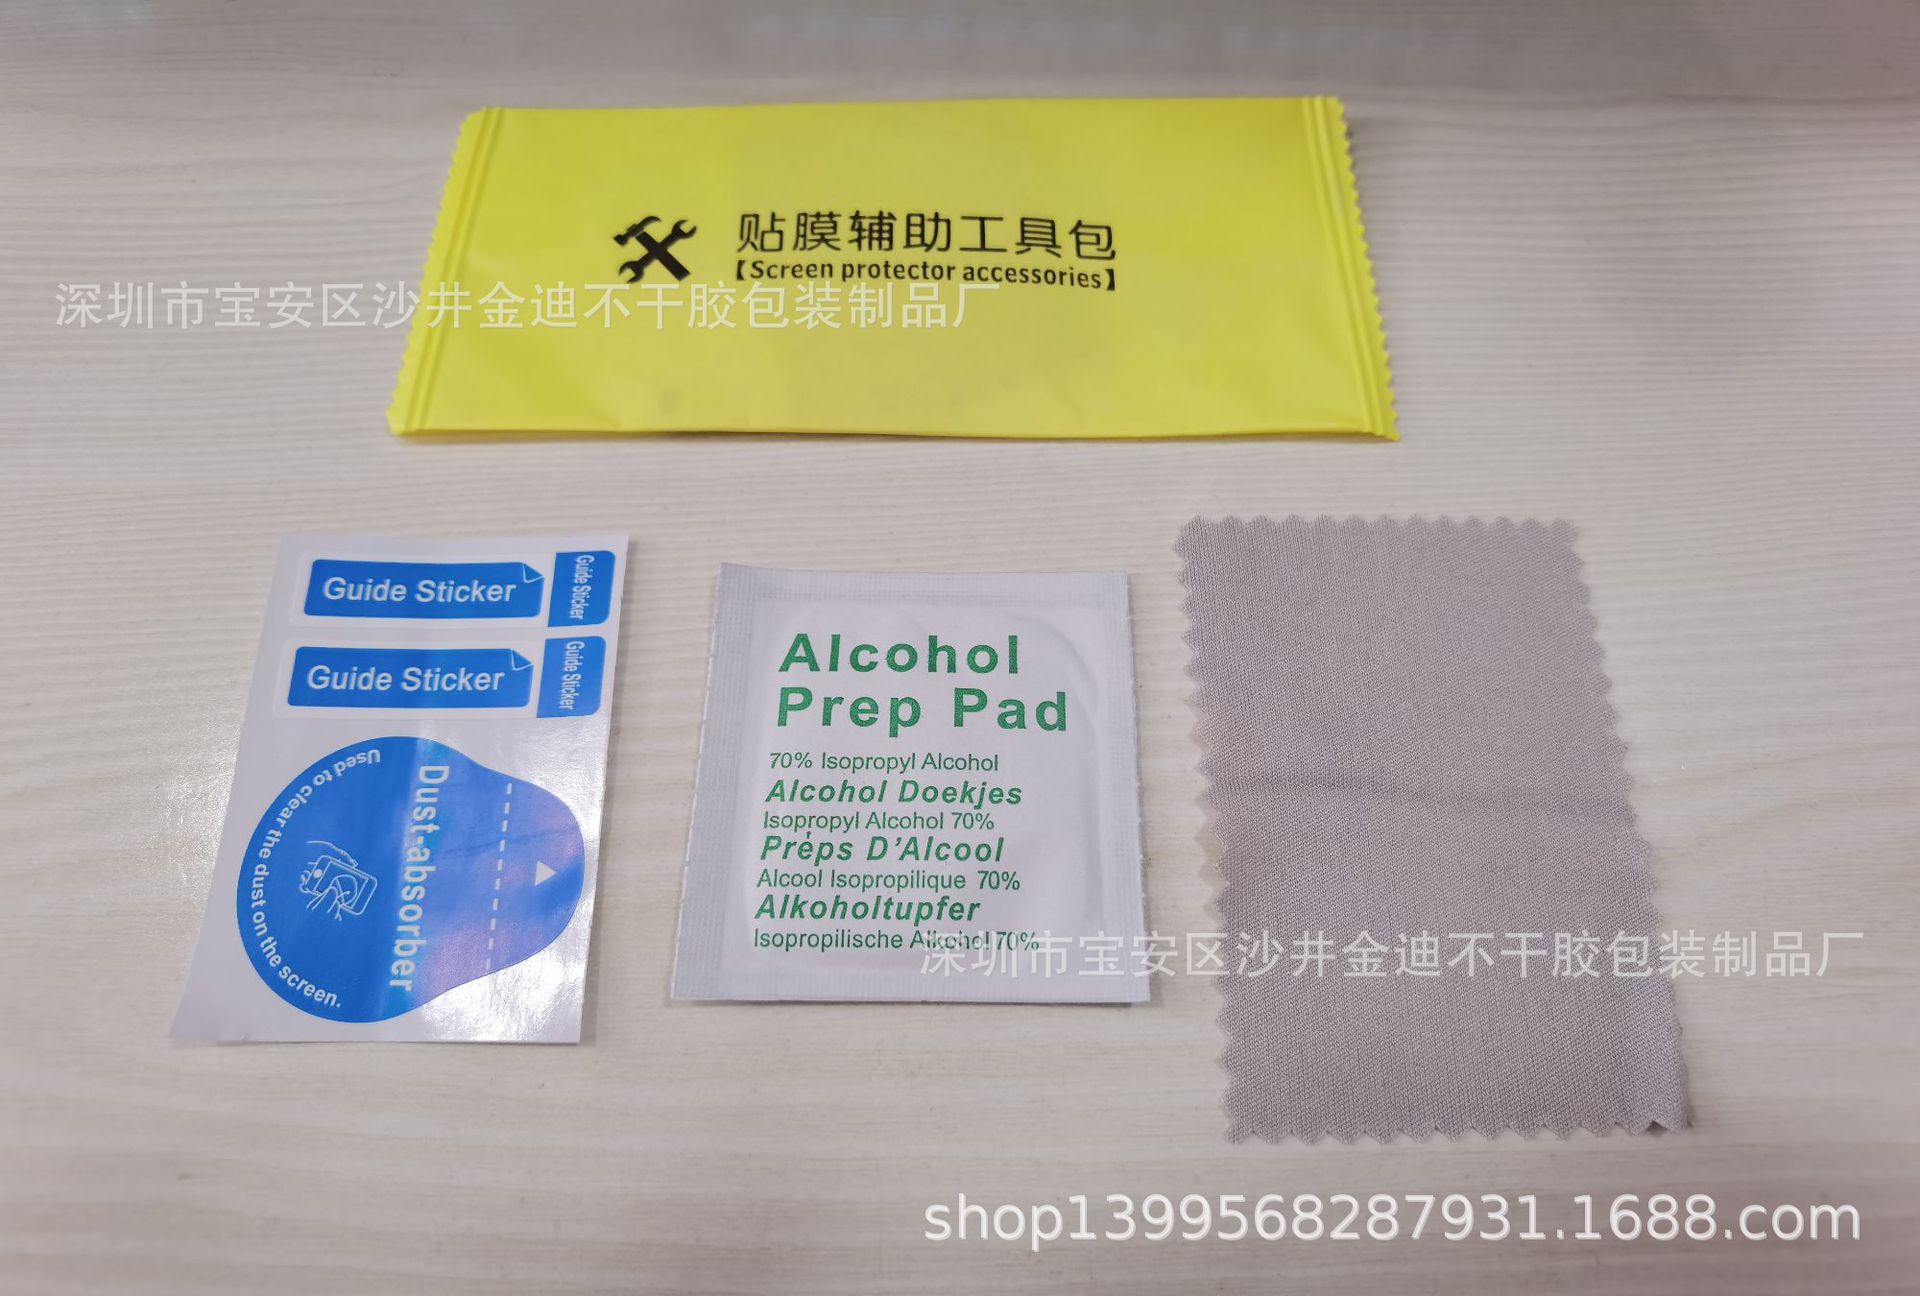 贴膜辅助工具包
【Screen protector accessories】
深圳市宝安区沙井金迪不干胶包装制品厂
Guide Sticker
Guide Sticker
Guide Sticker
Guide Sticker
Dust-absorber
Used to clear the dust on the screen.
Alcohol
Prep Pad
70% Isopropyl Alcohol
Alcohol Doekjes
Isopropyl Alcohol 70%
Préps D’Alcool
Alcool Isopropilique 70%
Alkoholtupfer
Isopropilische Alkohol 70%
深圳市宝安区沙井金迪不干胶包装制品厂
shop1399568287931.1688.com